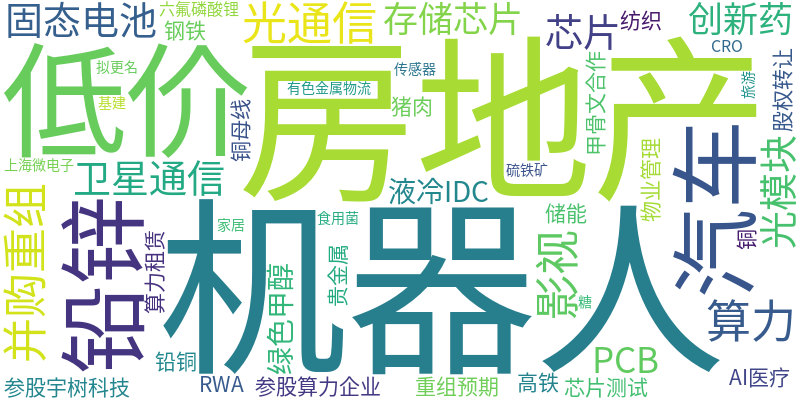 固态电池
六氟磷酸锂
钢铁
光通信
存储芯片
芯片
纺织
创新药
CRO
低价
房地产
拟更名
基建
有色金属物流
传感器
猪肉
甲骨文合作
旅游
股权转让
铜母线
上海微电子
卫星通信
液冷IDC
硫铁矿
物业管理
汽车
光模块
并购重组
铅锌
机器人
家居
食用菌
储能
铜
算力租赁
绿色甲醇
贵金属
影视
糖
算力
铅铜
PCB
参股宇树科技
RWA
参股算力企业
重组预期
高铁
芯片测试
AI医疗